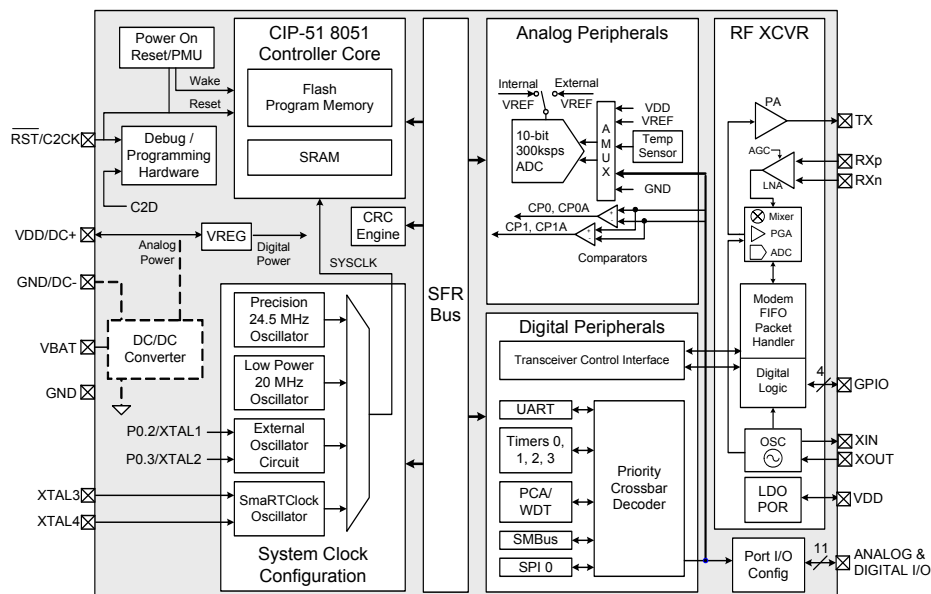 Power On
Reset/PMU
Wake
Reset
RST/C2CK
Debug /
Programming
Hardware
C2D
CIP-51 8051
Controller Core
Flash
Program Memory
SRAM
VDD/DC+
VREG
Analog
Power
Digital
Power
SYSCLK
CRC
Engine
GND/DC-
DC/DC
Converter
VBAT
GND
Precision
24.5 MHz
Oscillator
Low Power
20 MHz
Oscillator
P0.2/XTAL1
P0.3/XTAL2
External
Oscillator
Circuit
XTAL3
XTAL4
SmaRTClock
Oscillator
System Clock
Configuration
SFR
Bus
Analog Peripherals
Internal
VREF
External
VREF
10-bit
300ksps
ADC
A
M
U
X
VDD
VREF
Temp
Sensor
GND
CP0, CP0A
+
-
CP1, CP1A
+
-
Comparators
Digital Peripherals
Transceiver Control Interface
UART
Timers 0,
1, 2, 3
PCA/
WDT
SMBus
SPI 0
Priority
Crossbar
Decoder
RF XCVR
PA
TX
AGC
LNA
RXp
RXn
Mixer
PGA
ADC
Modem
FIFO
Packet
Handler
Digital
Logic
4
GPIO
OSC
XIN
XOUT
LDO
POR
VDD
Port I/O
Config
11
ANALOG &
DIGITAL I/O